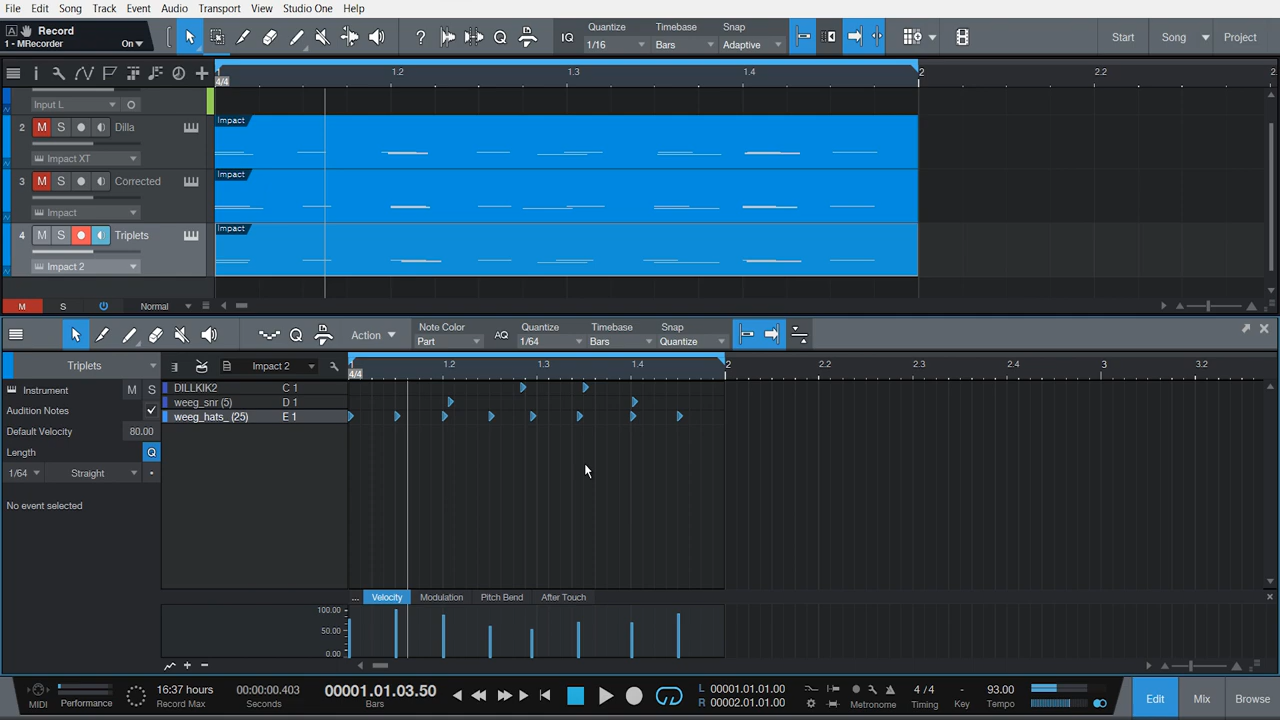 File Edit Song Track Event Audio Transport View Studio One Help
A Record
1 - MRecorder On
Quantize Timebase Snap
IQ 1/16 Bars Adaptive
Start Song Project
1.2 1.3 1.4 2 2.2 2.
4/4
Input L
Impact
2 M S Dilla
Impact XT
Impact
3 M S Corrected
Impact
Impact
4 M S Triplets
Impact 2
M S Normal
Action Note Color Quantize Timebase Snap
Part AQ 1/64 Bars Quantize
Triplets Impact 2 1.2 1.3 1.4 2 2.2 2.3 2.4 3 3.2
4/4
Instrument M S DILLKIK2 C 1
Audition Notes weeg_snr (5) D 1
weeg_hats_ (25) E 1
Default Velocity 80.00
Length Q
1/64 Straight
No event selected
... Velocity Modulation Pitch Bend After Touch
100.00
50.00
0.00
MIDI Performance
16:37 hours
Record Max
00:00:00.403
Seconds
00001.01.03.50
Bars
L 00001.01.01.00
R 00002.01.01.00
Metronome
4 / 4
Timing
-
Key
93.00
Tempo
Edit Mix Browse